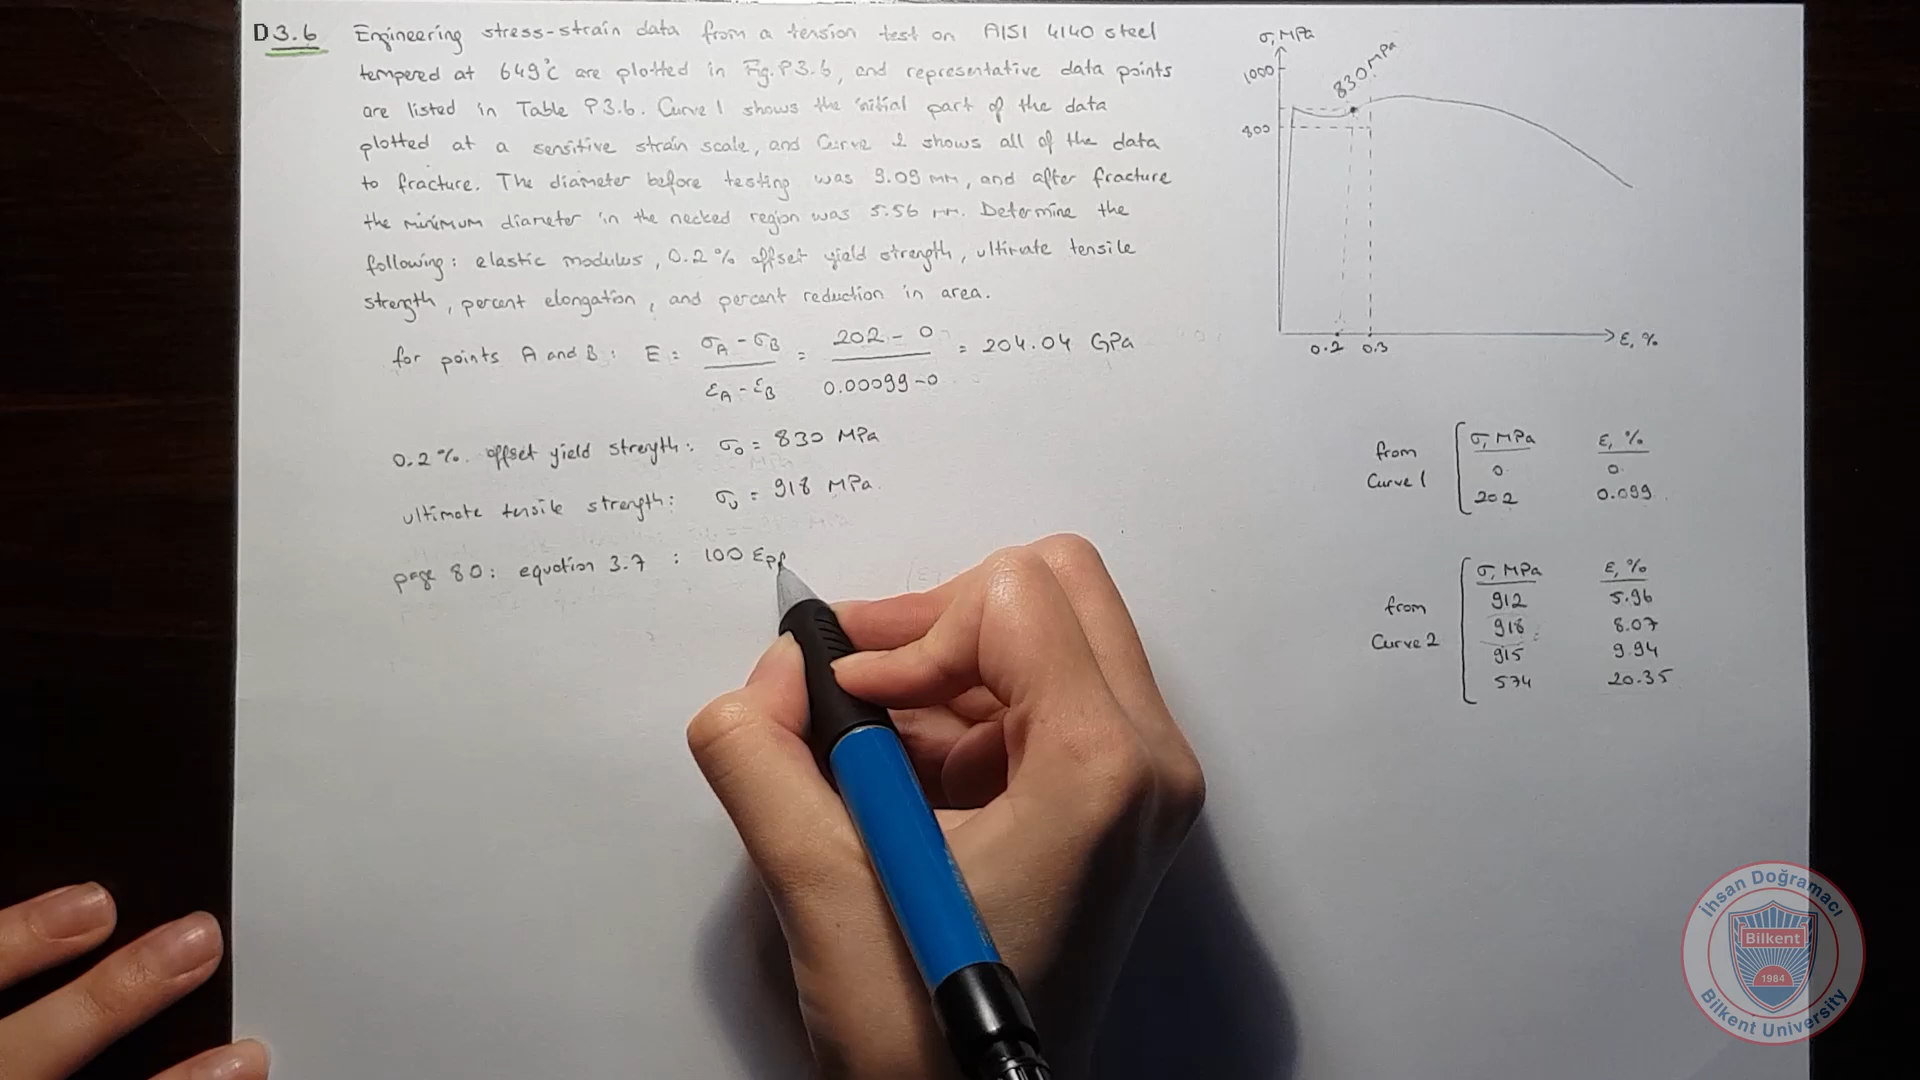 D3.6 Engineering stress-strain data from a tension test on AISI 4140 steel
tempered at 649°C are plotted in Fig. P3.6, and representative data points
are listed in Table P3.6. Curve 1 shows the initial part of the data
plotted at a sensitive strain scale, and Curve 2 shows all of the data
to fracture. The diameter before testing was 9.09 mm, and after fracture
the minimum diameter in the necked region was 5.56 mm. Determine the
following: elastic modulus, 0.2% offset yield strength, ultimate tensile
strength, percent elongation, and percent reduction in area.
for points A and B: E = σA - σB / εA - εB = 202 - 0 / 0.00099 - 0 = 204.04 GPa
0.2%. offset yield strength: σo = 830 MPa
ultimate tensile strength: σu = 918 MPa.
page 80: equation 3.7 : 100 εpf
σ, MPa
1000
830 MPa
800
0.2 0.3 ε, %
from Curve 1
σ, MPa ε, %
0 0
202 0.099
from Curve 2
σ, MPa ε, %
912 5.96
918 8.07
915 9.94
574 20.35
İhsan Doğramacı
Bilkent
1984
Bilkent University